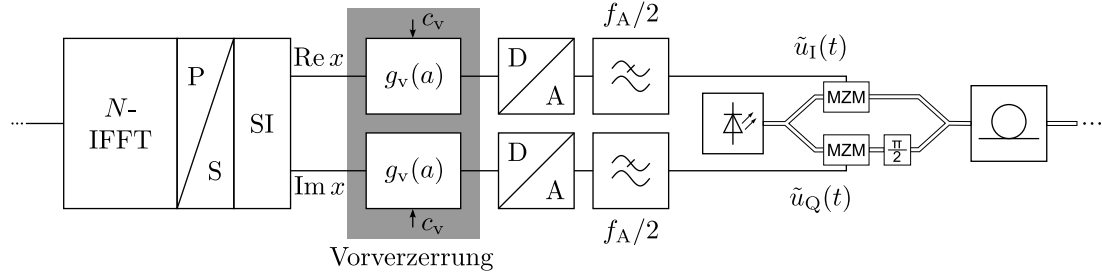 c_v
f_A/2
ũ_I(t)
Re x
g_v(a)
D
A
MZM
...
N-
IFFT
P
S
SI
...
MZM
π/2
Im x
g_v(a)
D
A
c_v
f_A/2
ũ_Q(t)
Vorverzerrung